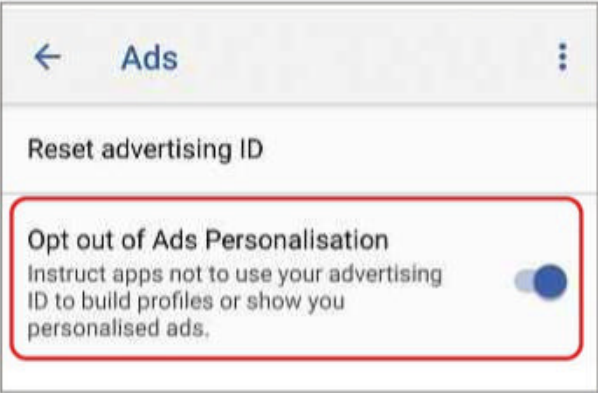 Ads
Reset advertising ID
Opt out of Ads Personalisation
Instruct apps not to use your advertising
ID to build profiles or show you
personalised ads.